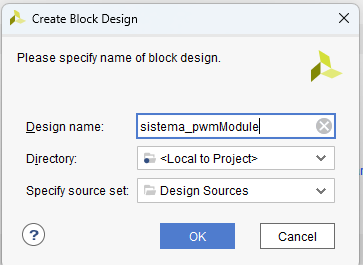 Create Block Design
Please specify name of block design.
Design name: sistema_pwmModule
Directory: <Local to Project>
Specify source set: Design Sources
? OK Cancel